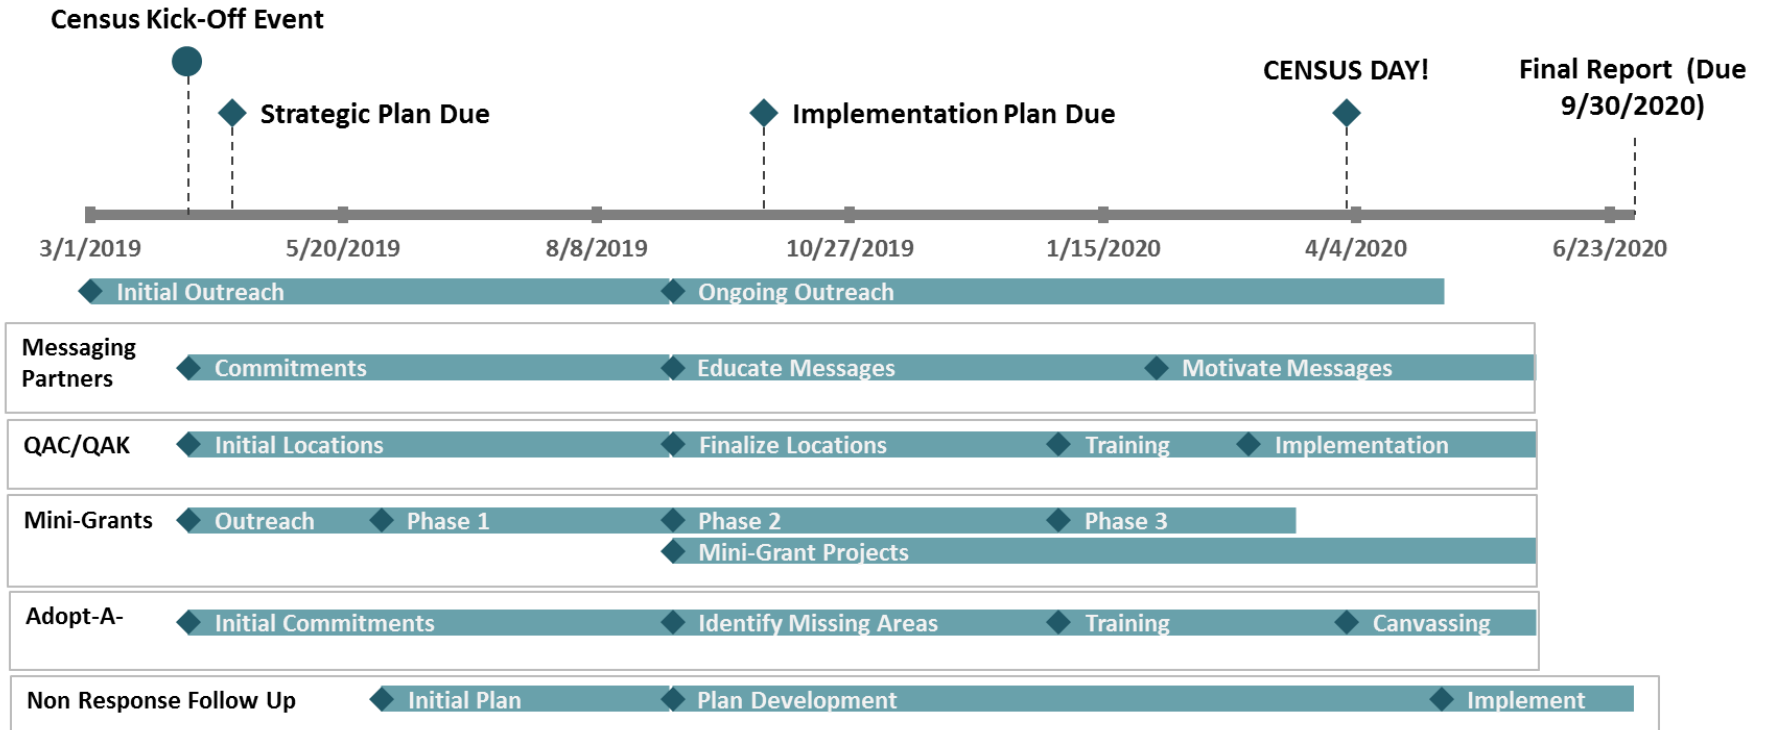 Census Kick-Off Event
CENSUS DAY!
Final Report (Due
9/30/2020)
Strategic Plan Due
Implementation Plan Due
3/1/2019
5/20/2019
8/8/2019
10/27/2019
1/15/2020
4/4/2020
6/23/2020
Initial Outreach
Ongoing Outreach
Messaging
Partners
Commitments
Educate Messages
Motivate Messages
QAC/QAK
Initial Locations
Finalize Locations
Training
Implementation
Mini-Grants
Outreach
Phase 1
Phase 2
Phase 3
Mini-Grant Projects
Adopt-A-
Initial Commitments
Identify Missing Areas
Training
Canvassing
Non Response Follow Up
Initial Plan
Plan Development
Implement